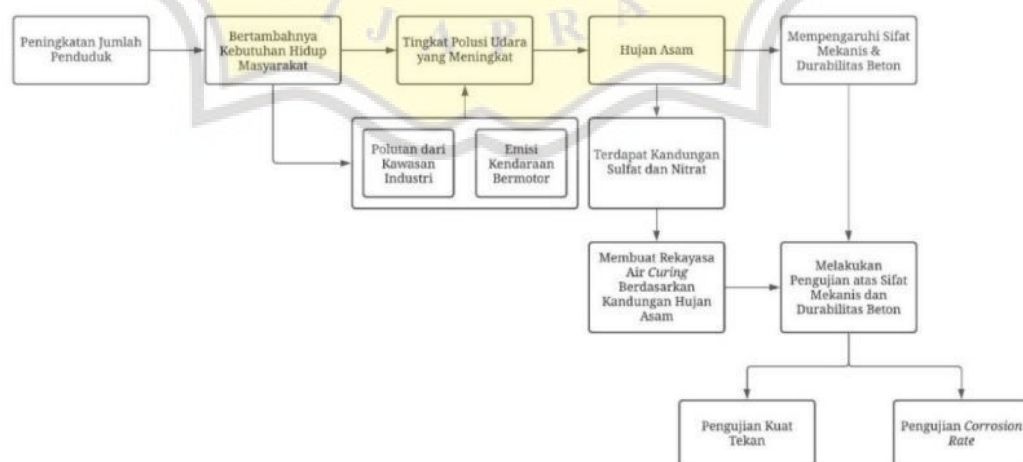 Peningkatan Jumlah
Penduduk
Bertambahnya
Kebutuhan Hidup
Masyarakat
Tingkat Polusi Udara
yang Meningkat
Hujan Asam
Mempengaruhi Sifat
Mekanis &
Durabilitas Beton
Polutan dari
Kawasan
Industri
Emisi
Kendaraan
Bermotor
Terdapat Kandungan
Sulfat dan Nitrat
Membuat Rekayasa
Air Curing
Berdasarkan
Kandungan Hujan
Asam
Melakukan
Pengujian atas Sifat
Mekanis dan
Durabilitas Beton
Pengujian Kuat
Tekan
Pengujian Corrosion
Rate